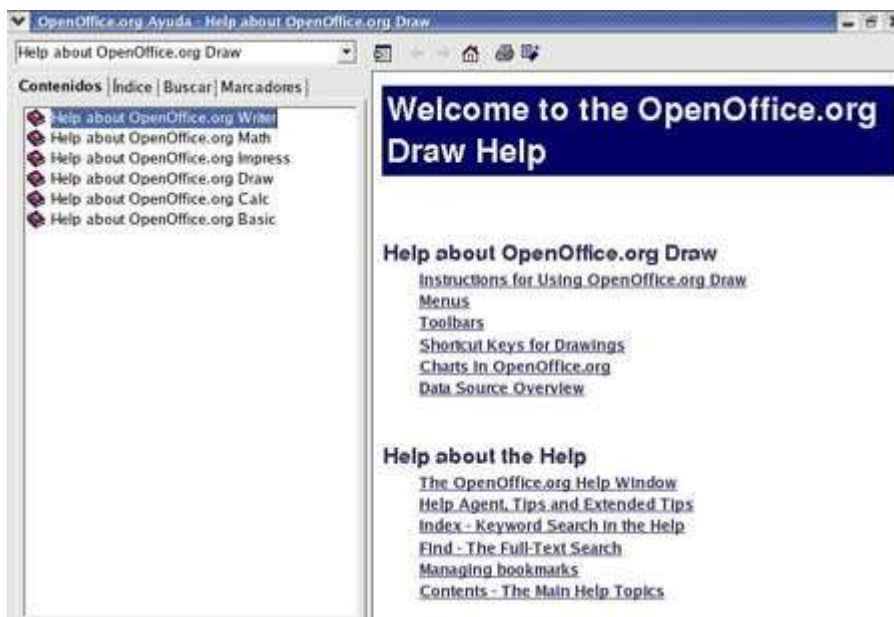 OpenOffice.org Ayuda - Help about OpenOffice.org Draw
Help about OpenOffice.org Draw
Contenidos Índice Buscar Marcadores
Help about OpenOffice.org Writer
Help about OpenOffice.org Math
Help about OpenOffice.org Impress
Help about OpenOffice.org Draw
Help about OpenOffice.org Calc
Help about OpenOffice.org Basic
Welcome to the OpenOffice.org
Draw Help
Help about OpenOffice.org Draw
Instructions for Using OpenOffice.org Draw
Menus
Toolbars
Shortcut Keys for Drawings
Charts in OpenOffice.org
Data Source Overview
Help about the Help
The OpenOffice.org Help Window
Help Agent, Tips and Extended Tips
Index - Keyword Search in the Help
Find - The Full-Text Search
Managing bookmarks
Contents - The Main Help Topics